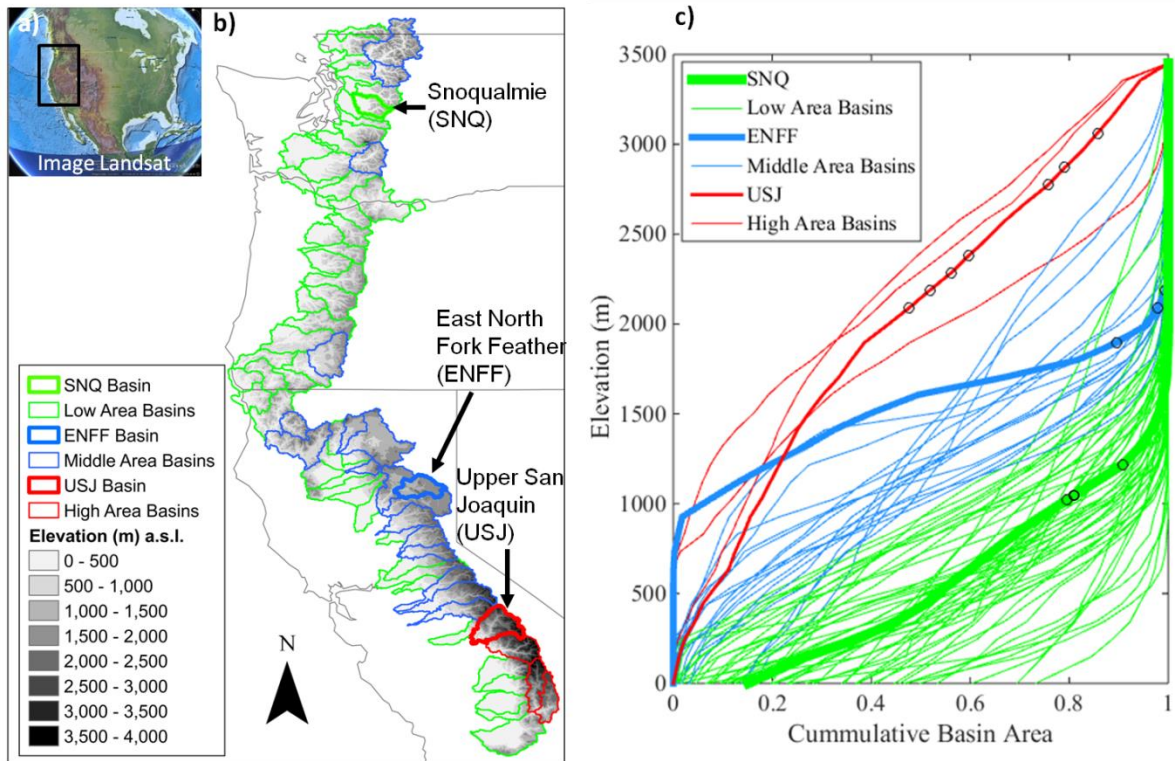 a)
Image Landsat
b)
Snoqualmie
(SNQ)
East North
Fork Feather
(ENFF)
Upper San
Joaquin
(USJ)
SNQ Basin
Low Area Basins
ENFF Basin
Middle Area Basins
USJ Basin
High Area Basins
Elevation (m) a.s.l.
0 - 500
500 - 1,000
1,000 - 1,500
1,500 - 2,000
2,000 - 2,500
2,500 - 3,000
3,000 - 3,500
3,500 - 4,000
N
c)
SNQ
Low Area Basins
ENFF
Middle Area Basins
USJ
High Area Basins
3500
3000
2500
2000
1500
1000
500
0
Elevation (m)
0 0.2 0.4 0.6 0.8 1
Cummulative Basin Area